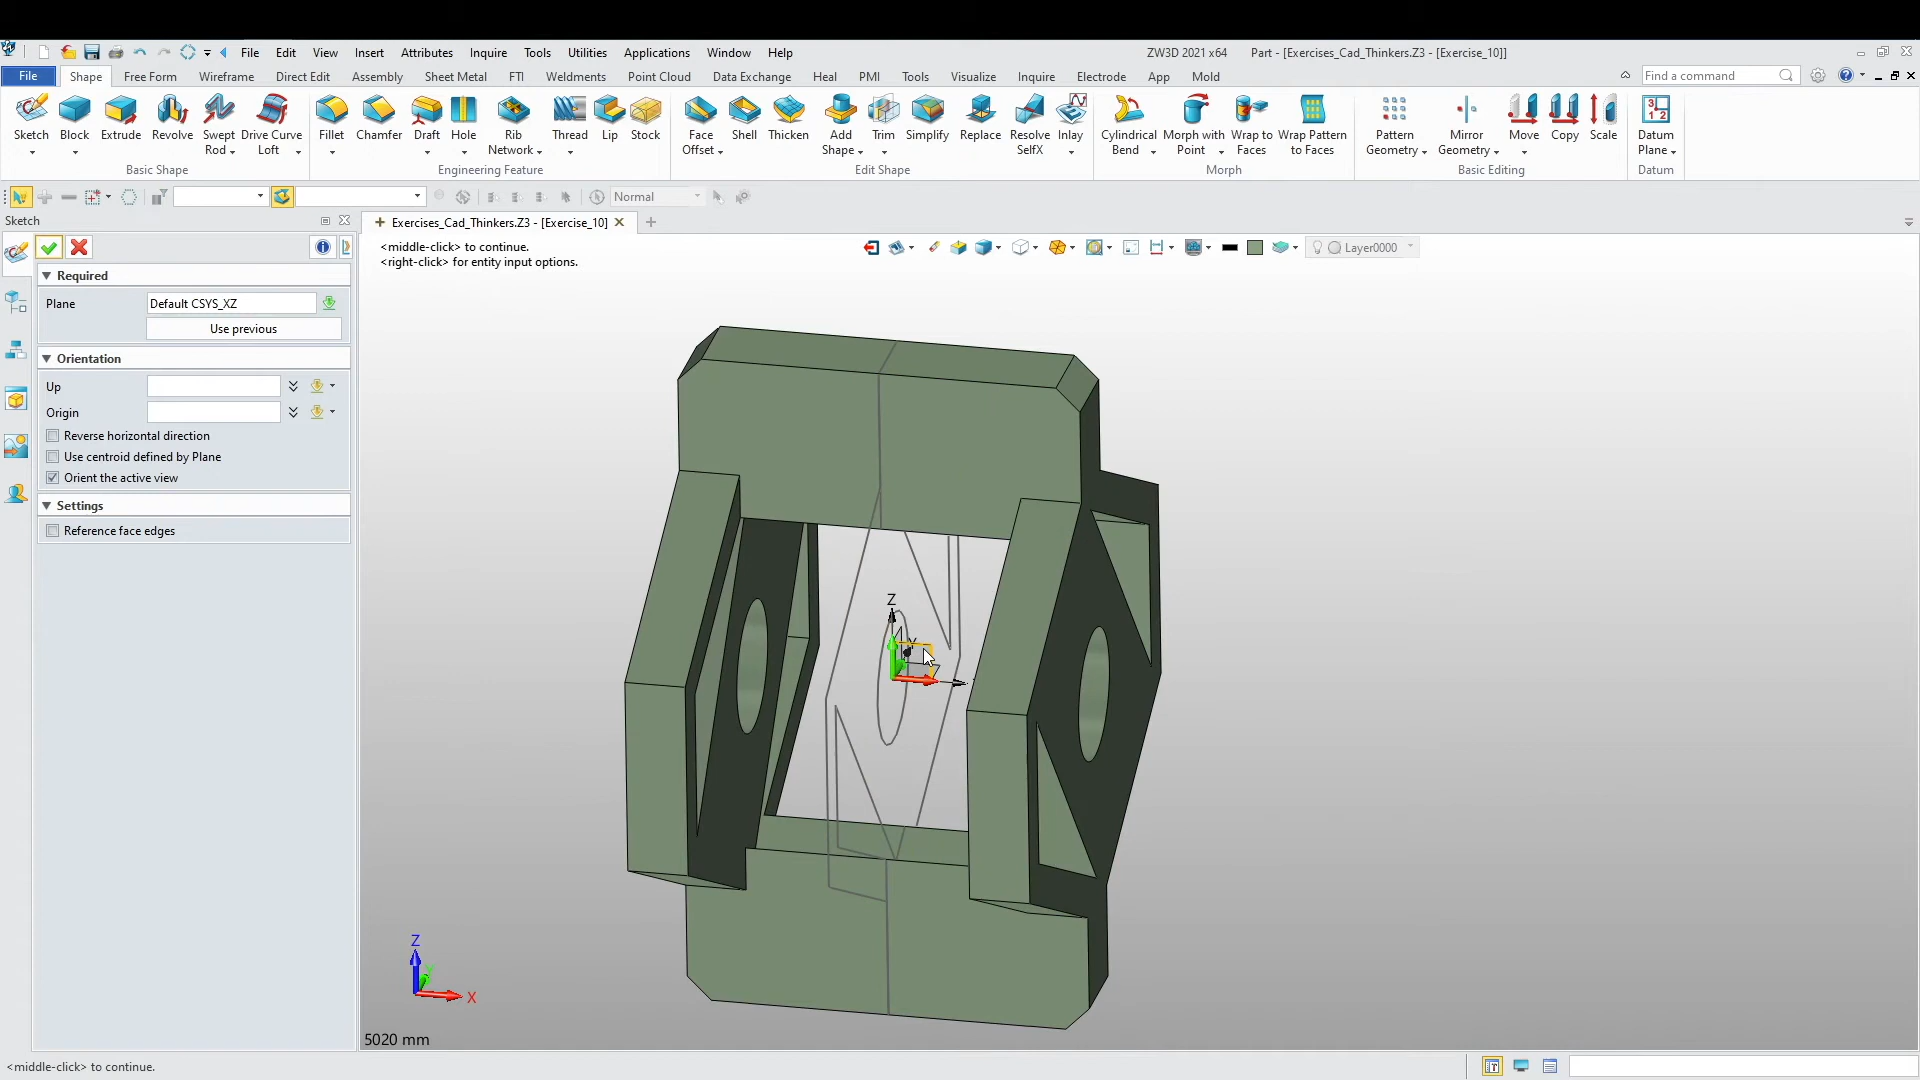 File Edit View Insert Attributes Inquire Tools Utilities Applications Window Help ZW3D 2021 x64 Part - [Exercises_Cad_Thinkers.Z3 - [Exercise_10]]
File Shape Free Form Wireframe Direct Edit Assembly Sheet Metal FTI Weldments Point Cloud Data Exchange Heal PMI Tools Visualize Inquire Electrode App Mold Find a command
Sketch Block Extrude Revolve Swept Rod Drive Curve Loft Fillet Chamfer Draft Hole Rib Network Thread Lip Stock Face Offset Shell Thicken Add Shape Trim Simplify Replace Resolve SelfX Inlay Cylindrical Bend Morph with Point Wrap to Faces Wrap Pattern to Faces Pattern Geometry Mirror Geometry Move Copy Scale Datum Plane
Basic Shape Engineering Feature Edit Shape Morph Basic Editing Datum
Normal
Sketch
Exercises_Cad_Thinkers.Z3 - [Exercise_10]
<middle-click> to continue.
<right-click> for entity input options.
Layer0000
Required
Plane Default CSYS_XZ
Use previous
Orientation
Up
Origin
Reverse horizontal direction
Use centroid defined by Plane
Orient the active view
Settings
Reference face edges
Z
Y
Z
Y
X
5020 mm
<middle-click> to continue.